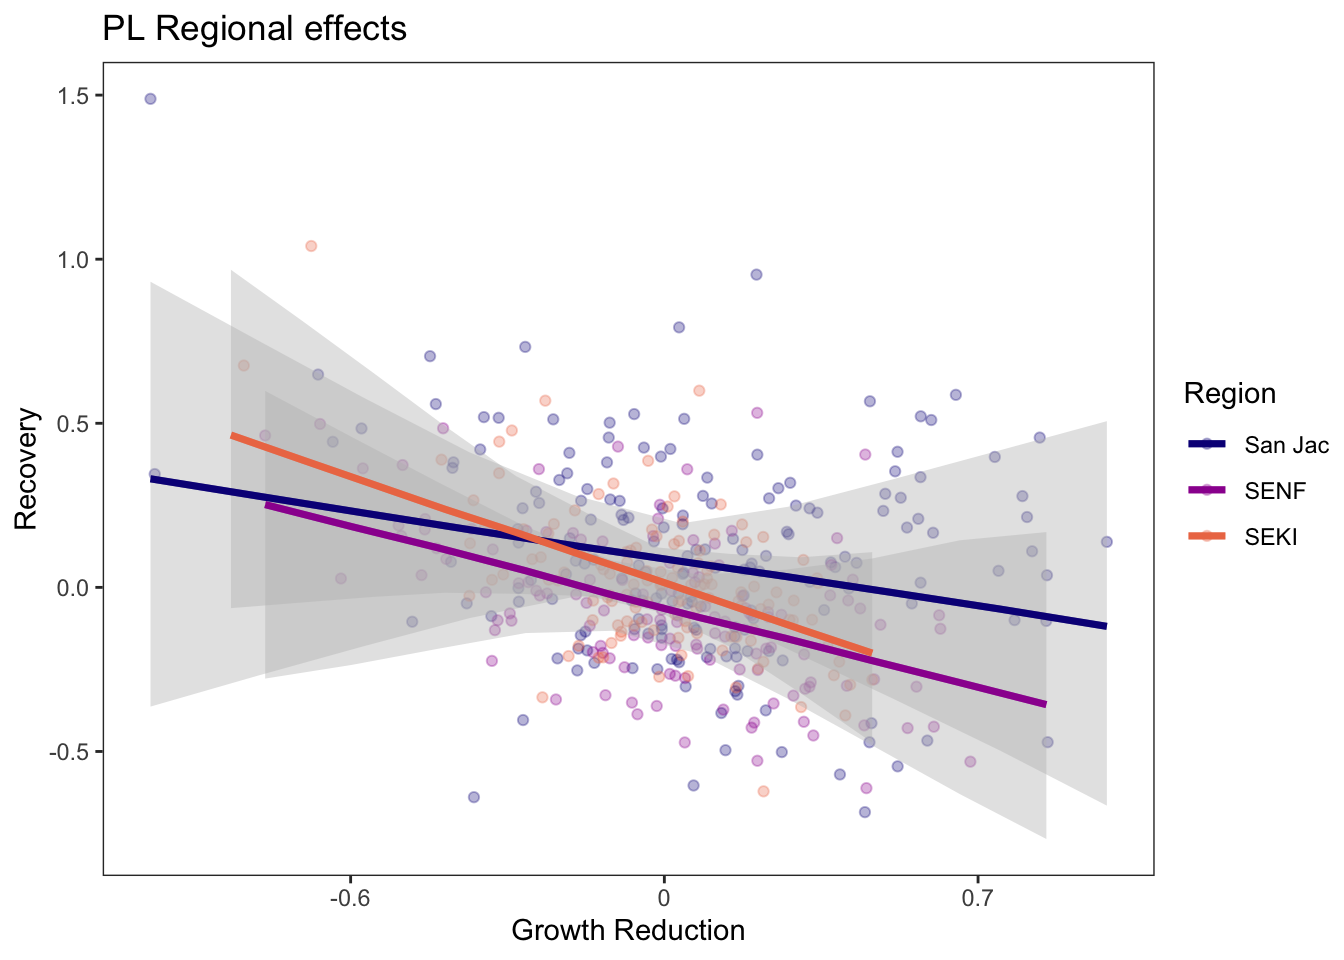 PL Regional effects
1.5
1.0
0.5
0.0
-0.5
Recovery
-0.6
0
0.7
Growth Reduction
Region
San Jac
SENF
SEKI